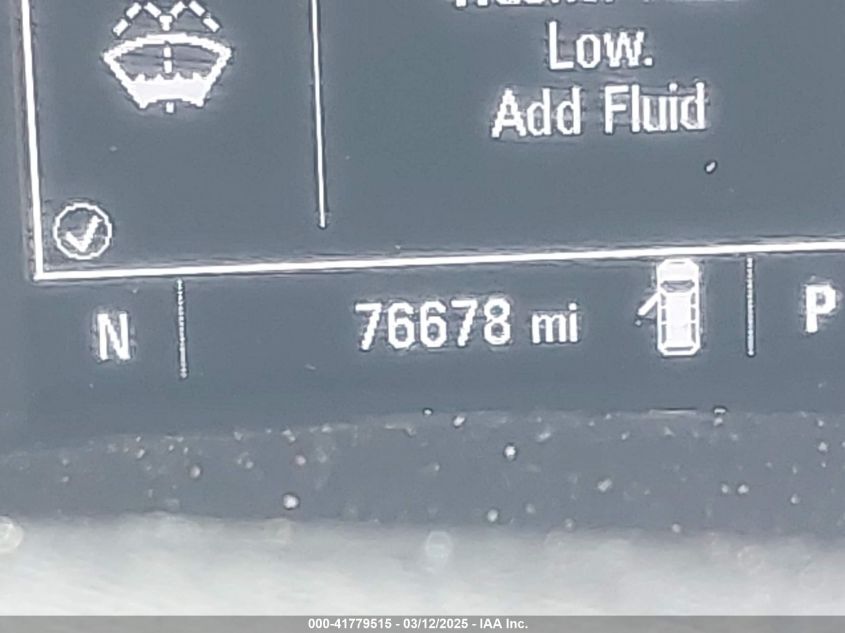 Low.
Add Fluid
N 76678 mi P
000-41779515 - 03/12/2025 - IAA Inc.